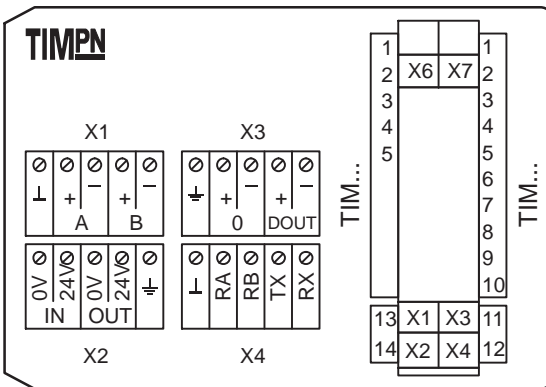 TIMPN
X1 X3
+ − + −
A B
+ − + −
0 DOUT
0V 24V 0V 24V
IN OUT
RA RB TX RX
X2 X4
TIM...
1
2
3
4
5
X6 X7
1
2
3
4
5
6
7
8
9
10
TIM...
13 X1 X3 11
14 X2 X4 12